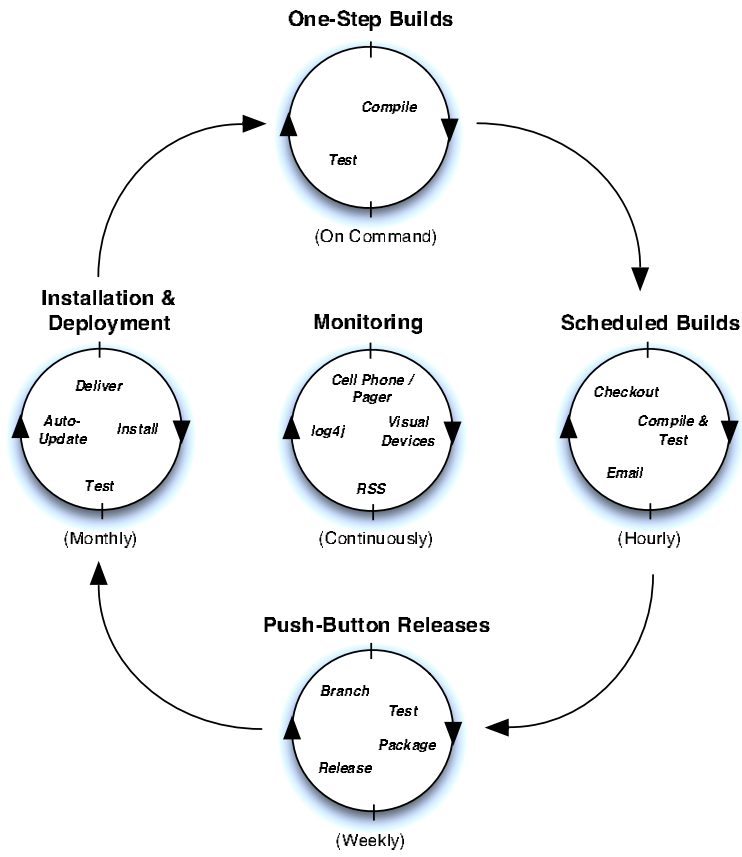 One-Step Builds
Compile
Test
(On Command)
Installation &
Deployment
Deliver
Auto-
Update
Install
Test
(Monthly)
Monitoring
Cell Phone /
Pager
log4j
Visual
Devices
RSS
(Continuously)
Scheduled Builds
Checkout
Compile &
Test
Email
(Hourly)
Push-Button Releases
Branch
Test
Package
Release
(Weekly)